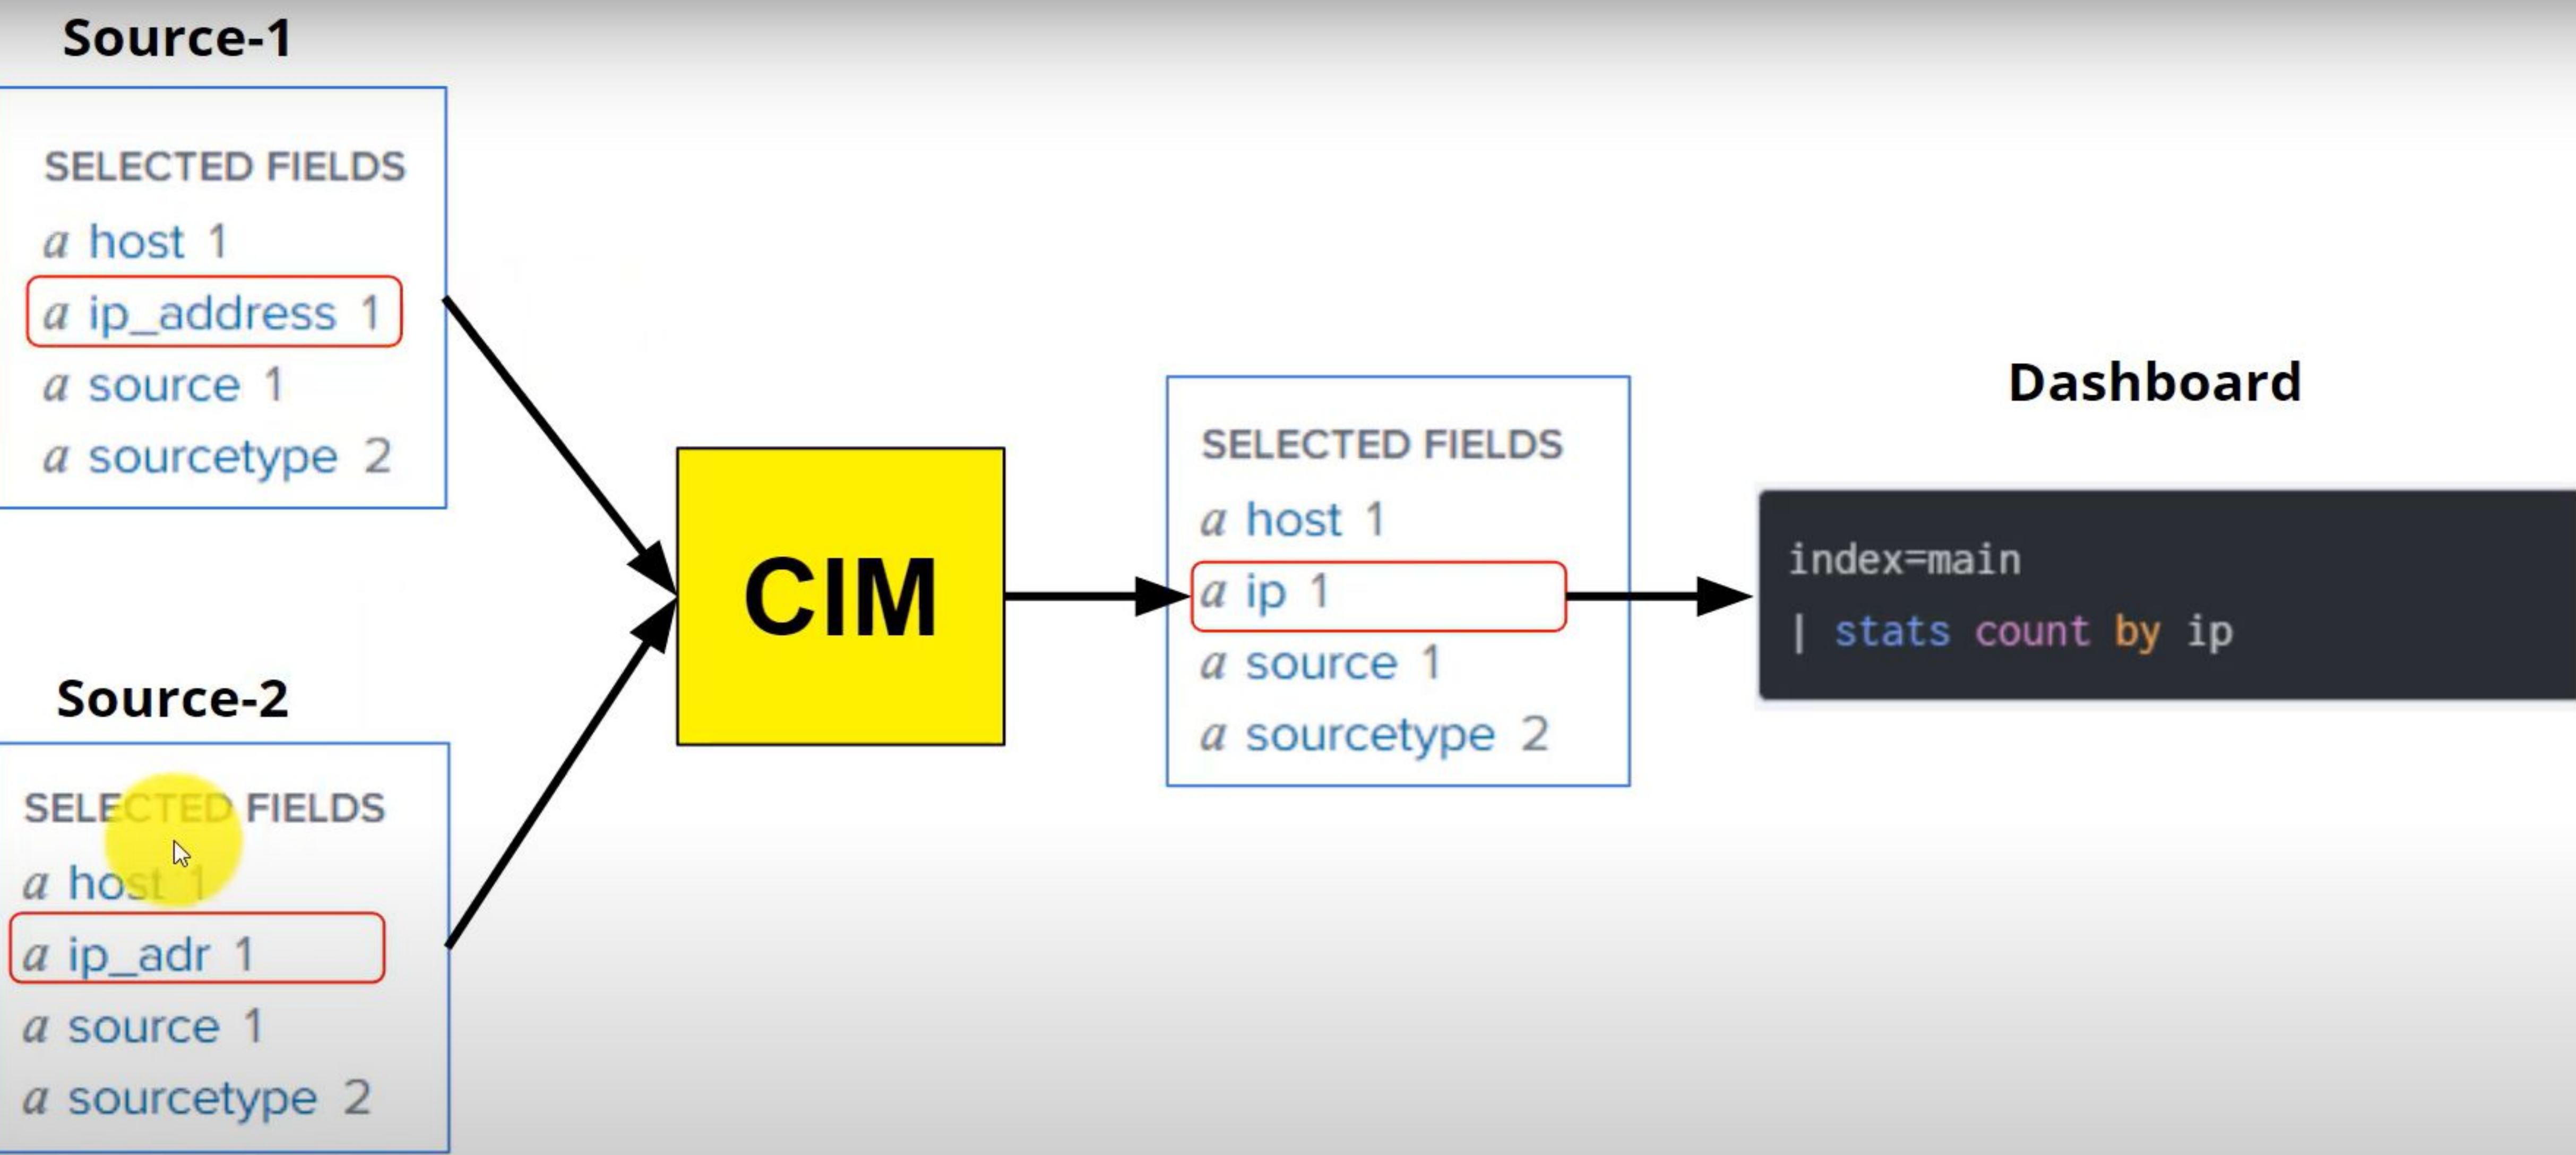 Source-1
SELECTED FIELDS
a host 1
a ip_address 1
a source 1
a sourcetype 2
Source-2
SELECTED FIELDS
a host 1
a ip_adr 1
a source 1
a sourcetype 2
CIM
SELECTED FIELDS
a host 1
a ip 1
a source 1
a sourcetype 2
Dashboard
index=main
| stats count by ip